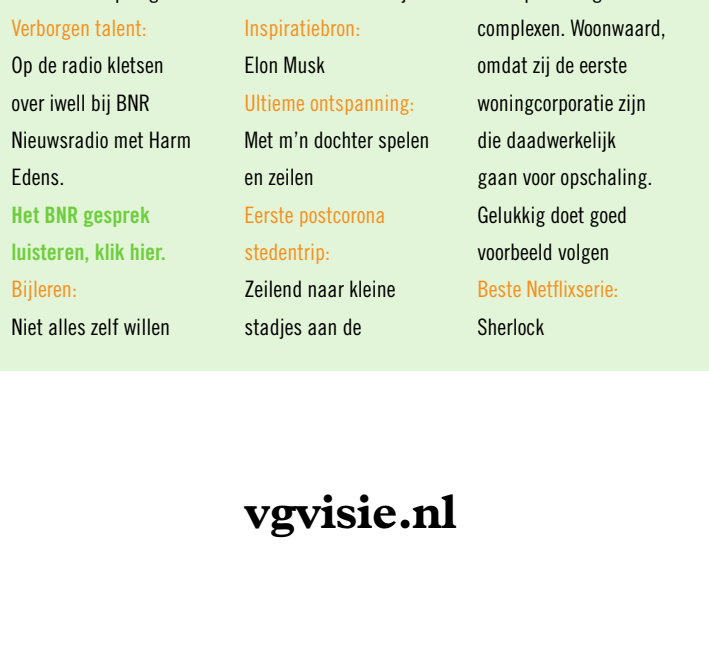 Verborgen talent:
Op de radio kletsen
over iwell bij BNR
Nieuwsradio met Harm
Edens.
Het BNR gesprek
luisteren, klik hier.
Bijleren:
Niet alles zelf willen
Inspiratiebron:
Elon Musk
Ultieme ontspanning:
Met m’n dochter spelen
en zeilen
Eerste postcorona
stedentrip:
Zeilend naar kleine
stadjes aan de
complexen. Woonwaard,
omdat zij de eerste
woningcorporatie zijn
die daadwerkelijk
gaan voor opschaling.
Gelukkig doet goed
voorbeeld volgen
Beste Netflixserie:
Sherlock
vgvisie.nl